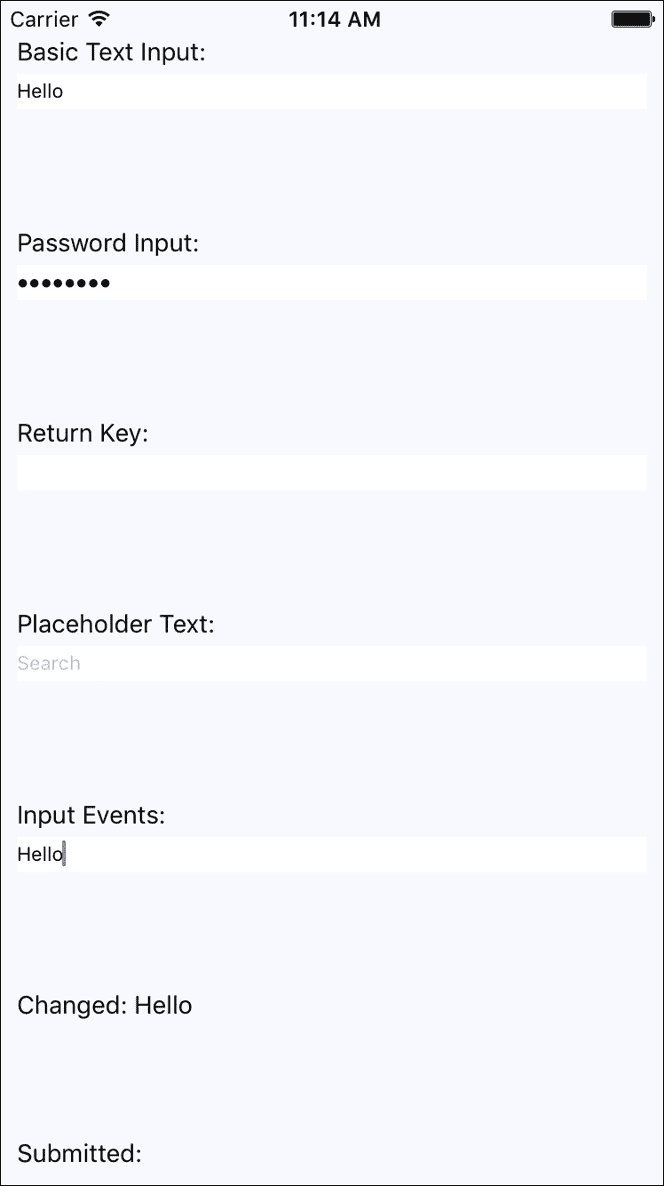 Carrier 11:14 AM
Basic Text Input:
Hello
Password Input:
●●●●●●●●
Return Key:
Placeholder Text:
Search
Input Events:
Hello
Changed: Hello
Submitted: